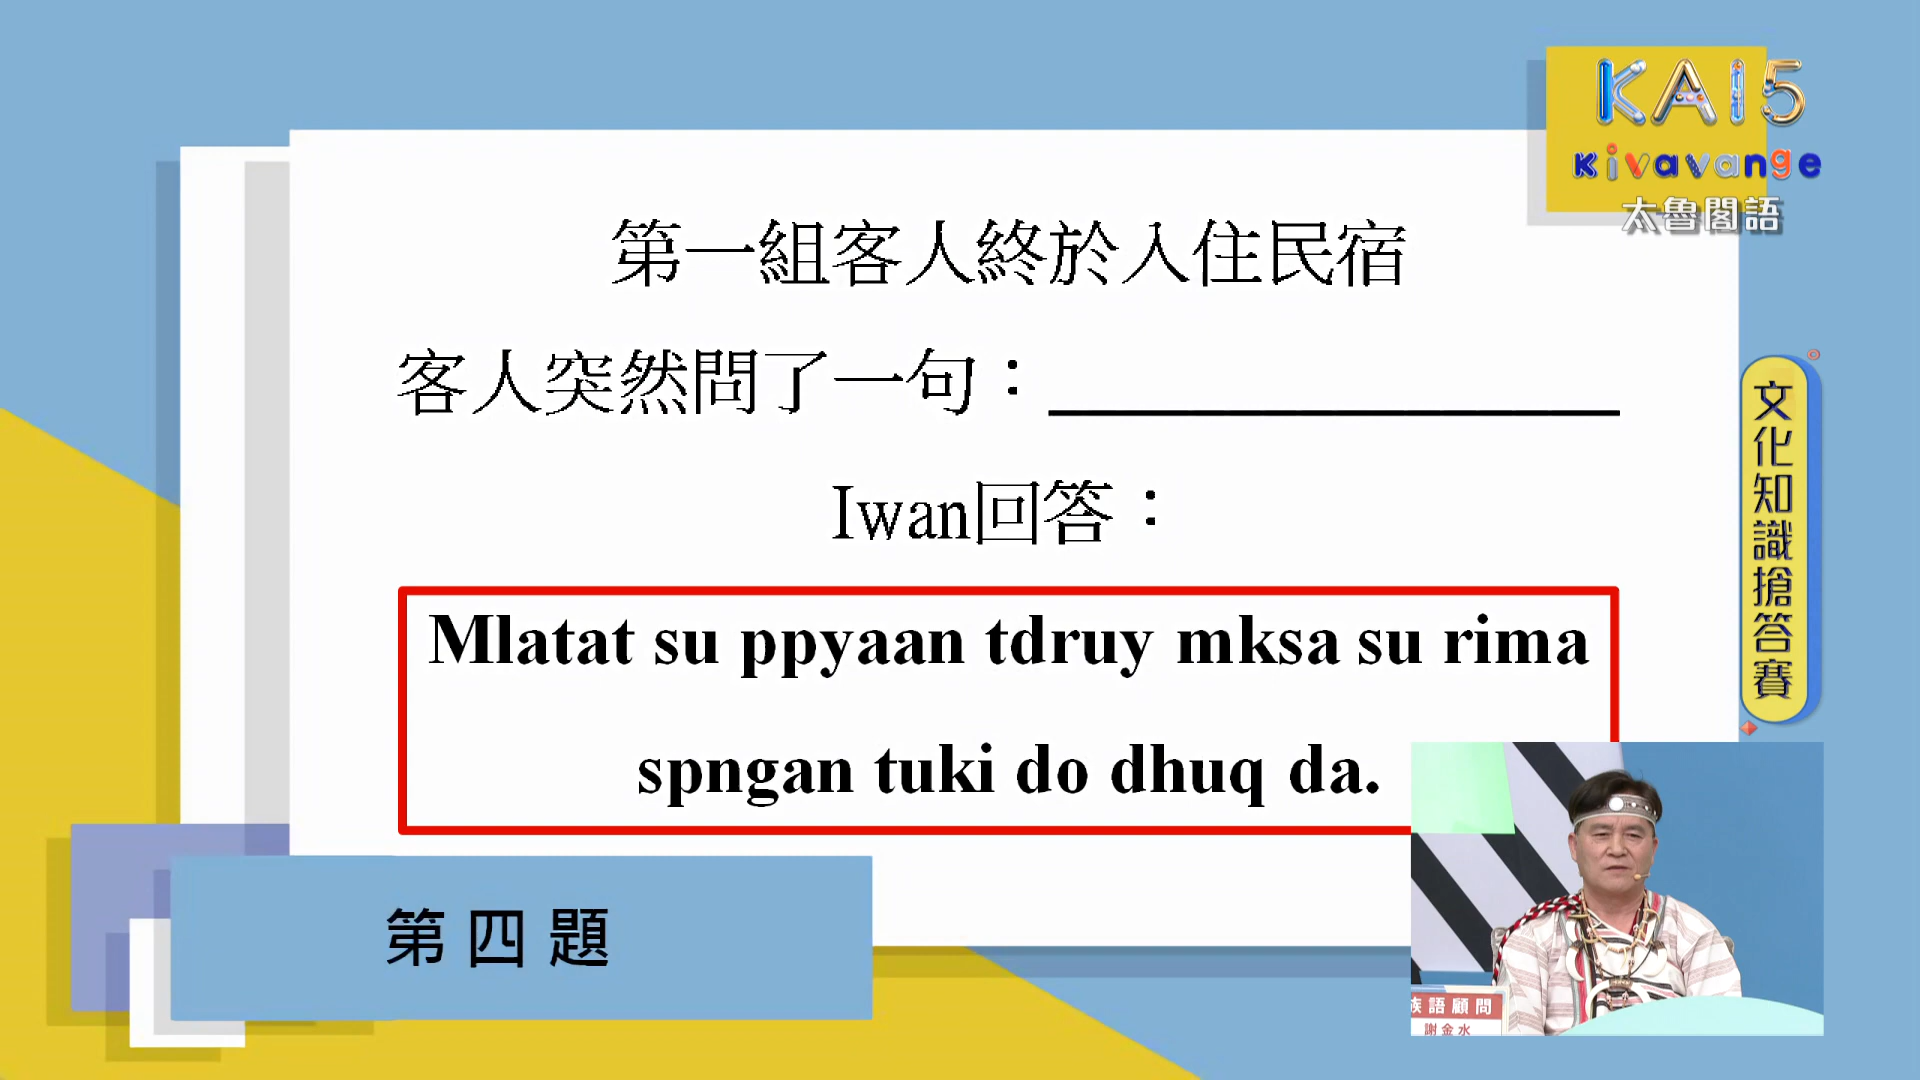 KAI5
Kivavange
太魯閣語
第一組客人終於入住民宿
客人突然問了一句：
Iwan回答：
Mlatat su ppyaan tdruy mksa su rima
spngan tuki do dhuq da.
文化知識搶答賽
第四題
族語顧問
謝金水